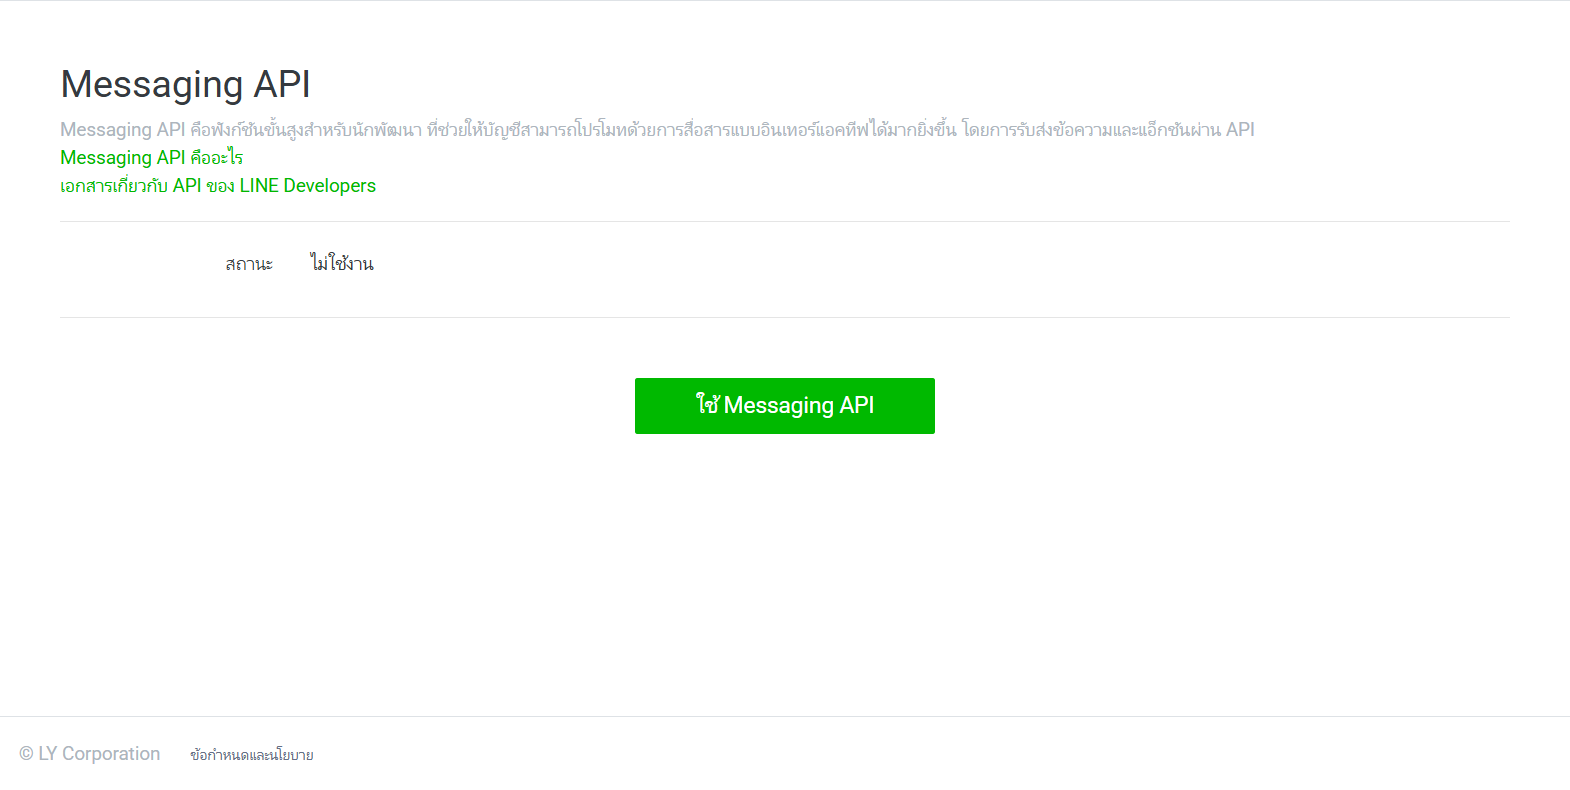 Messaging API
Messaging API คือฟังก์ชันขั้นสูงสำหรับนักพัฒนา ที่ช่วยให้บัญชีสามารถโปรโมทด้วยการสื่อสารแบบอินเทอร์แอคทีฟได้มากยิ่งขึ้น โดยการรับส่งข้อความและแอ็กชันผ่าน API
Messaging API คืออะไร
เอกสารเกี่ยวกับ API ของ LINE Developers
สถานะ ไม่ใช้งาน
ใช้ Messaging API
© LY Corporation ข้อกำหนดและนโยบาย